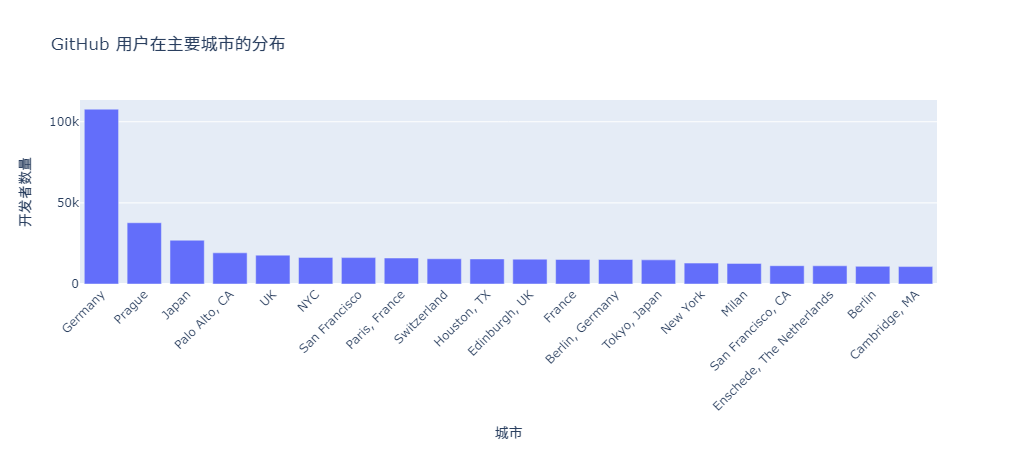 GitHub 用户在主要城市的分布
开发者数量
100k
50k
0
Germany
Prague
Japan
Palo Alto, CA
UK
NYC
San Francisco
Paris, France
Switzerland
Houston, TX
Edinburgh, UK
France
Berlin, Germany
Tokyo, Japan
New York
Milan
San Francisco, CA
Enschede, The Netherlands
Berlin
Cambridge, MA
城市